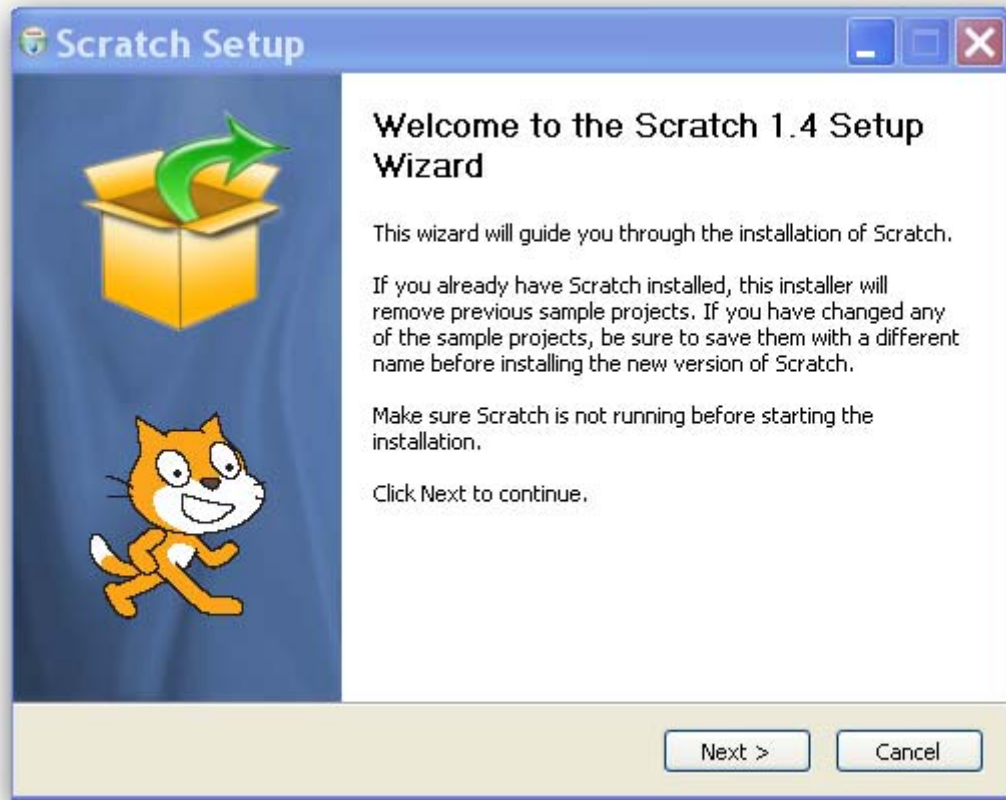 Scratch Setup
Welcome to the Scratch 1.4 Setup
Wizard
This wizard will guide you through the installation of Scratch.
If you already have Scratch installed, this installer will
remove previous sample projects. If you have changed any
of the sample projects, be sure to save them with a different
name before installing the new version of Scratch.
Make sure Scratch is not running before starting the
installation.
Click Next to continue.
Next >
Cancel